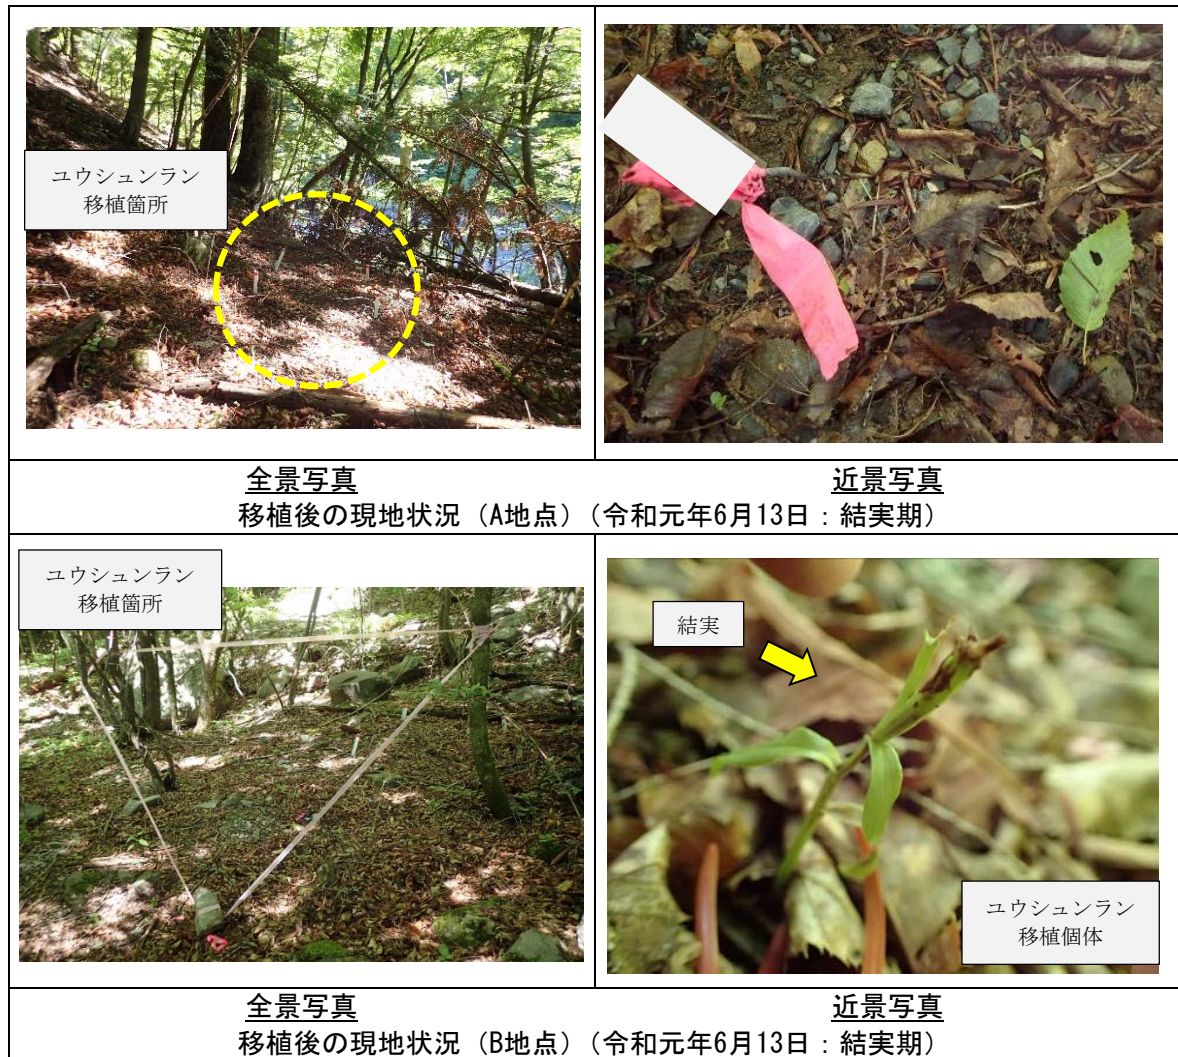 ユウシュンラン
移植箇所
全景写真
近景写真
移植後の現地状況（A地点）（令和元年6月13日：結実期）
ユウシュンラン
移植箇所
結実
ユウシュンラン
移植個体
全景写真
近景写真
移植後の現地状況（B地点）（令和元年6月13日：結実期）